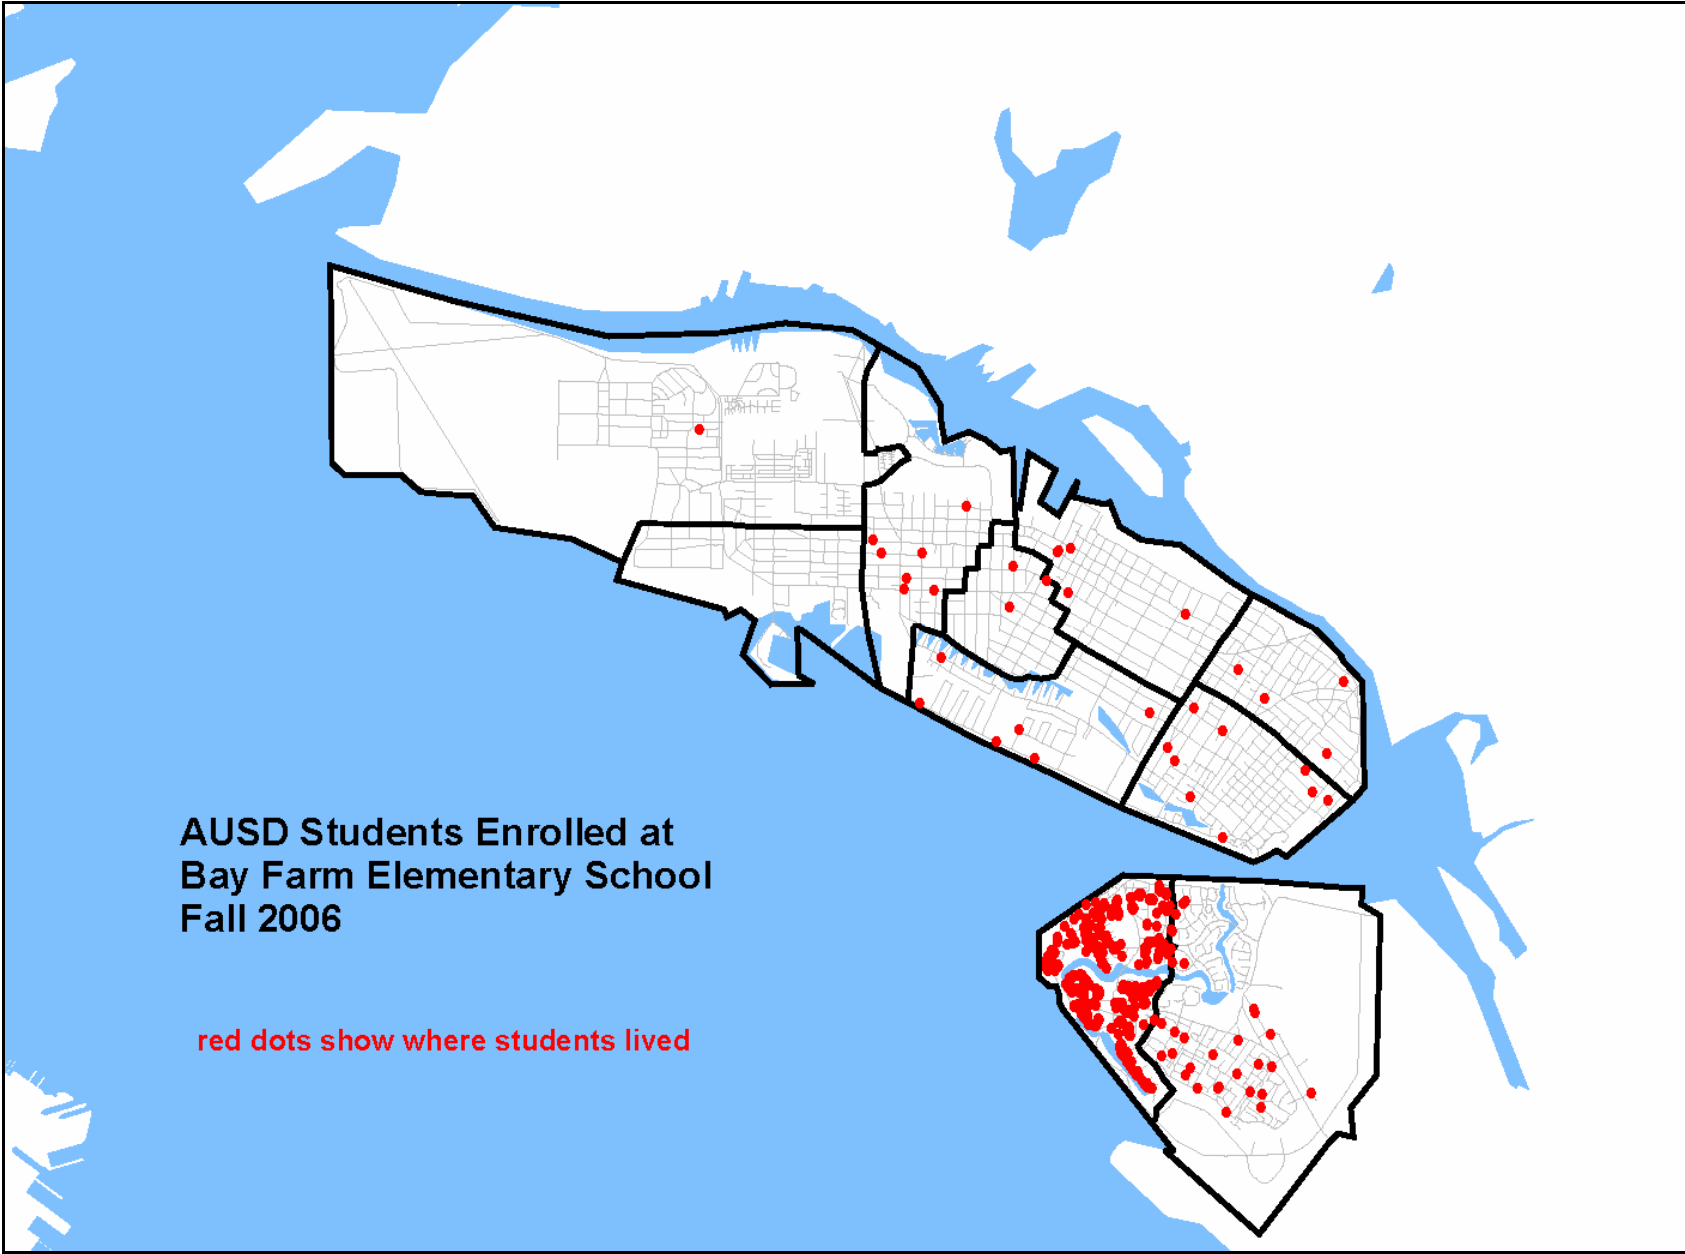 AUSD Students Enrolled at
Bay Farm Elementary School
Fall 2006
red dots show where students lived